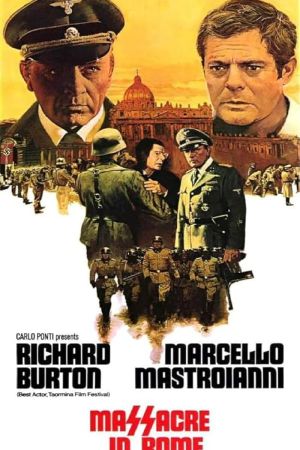 CARLO PONTI presents
RICHARD MARCELLO
BURTON MASTROIANNI
(Best Actor, Taormina Film Festival)
MASSACRE
IN ROME